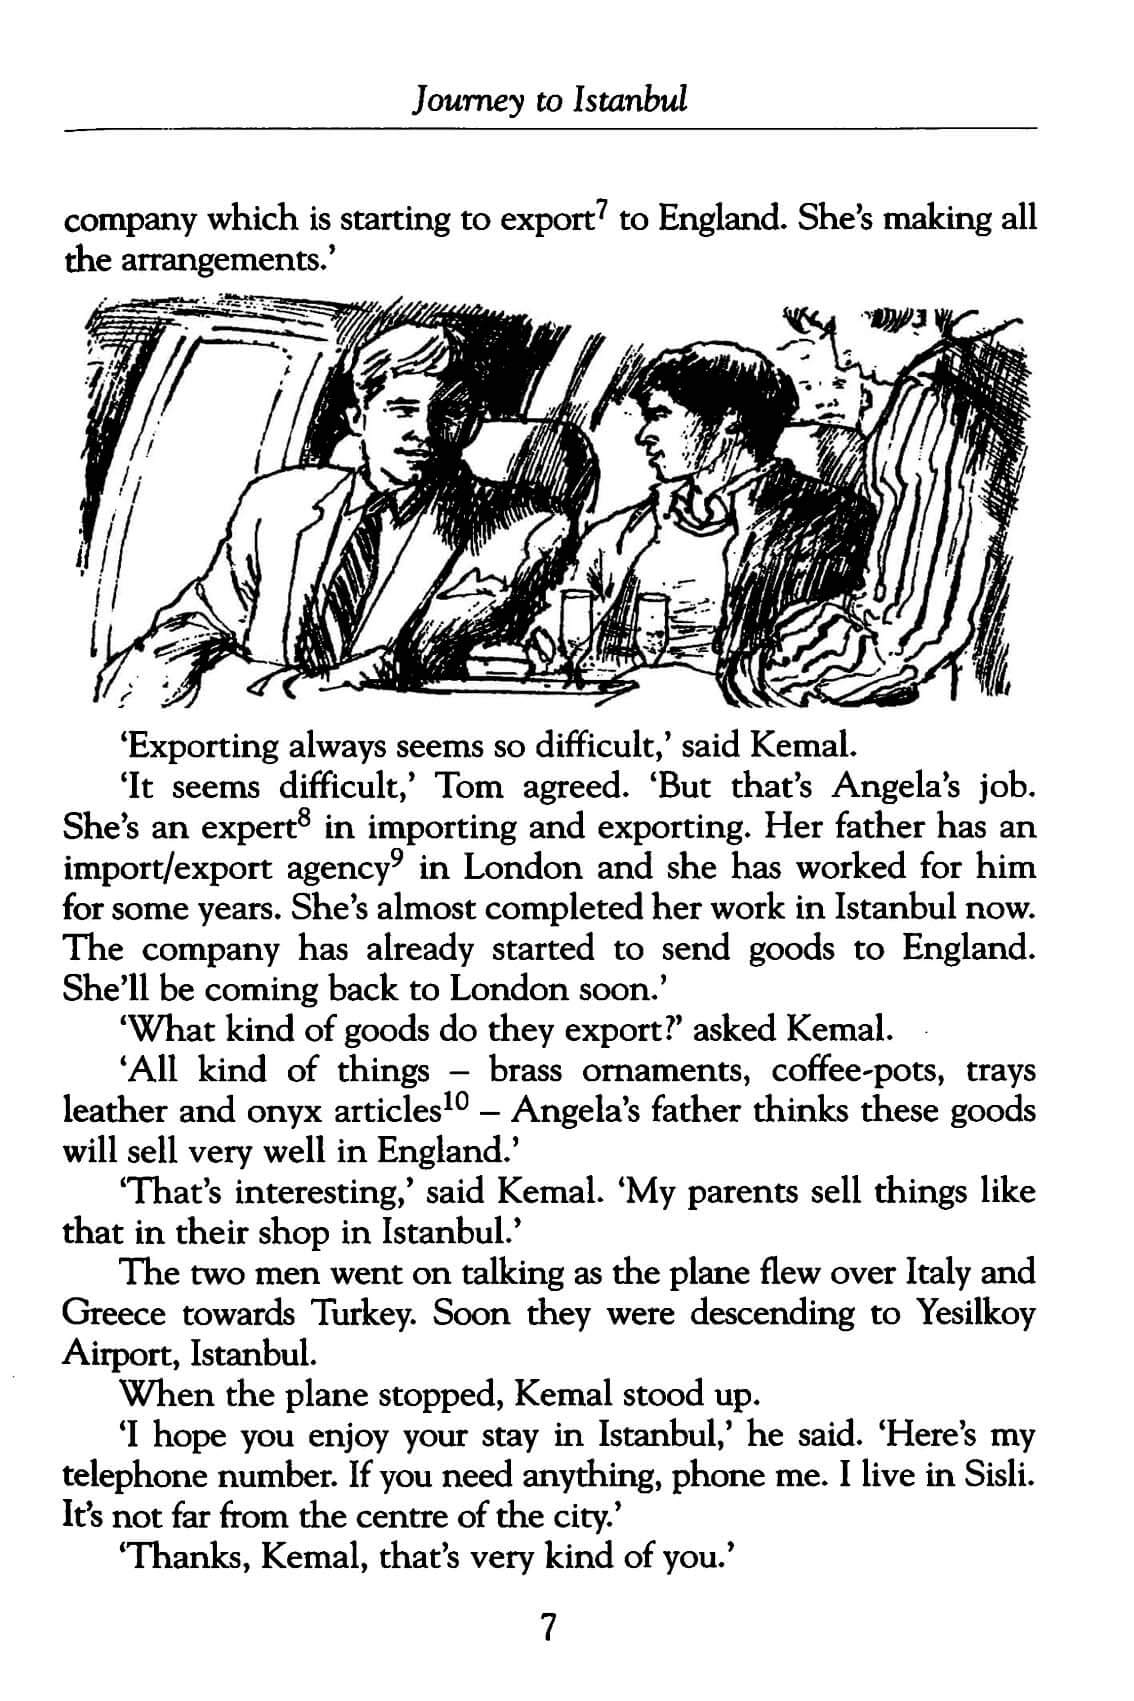 Journey to Istanbul
company which is starting to export⁷ to England. She’s making all
the arrangements.’
‘Exporting always seems so difficult,’ said Kemal.
‘It seems difficult,’ Tom agreed. ‘But that’s Angela’s job.
She’s an expert⁸ in importing and exporting. Her father has an
import/export agency⁹ in London and she has worked for him
for some years. She’s almost completed her work in Istanbul now.
The company has already started to send goods to England.
She’ll be coming back to London soon.’
‘What kind of goods do they export?’ asked Kemal.
‘All kind of things – brass ornaments, coffee-pots, trays
leather and onyx articles¹⁰ – Angela’s father thinks these goods
will sell very well in England.’
‘That’s interesting,’ said Kemal. ‘My parents sell things like
that in their shop in Istanbul.’
The two men went on talking as the plane flew over Italy and
Greece towards Turkey. Soon they were descending to Yesilkoy
Airport, Istanbul.
When the plane stopped, Kemal stood up.
‘I hope you enjoy your stay in Istanbul,’ he said. ‘Here’s my
telephone number. If you need anything, phone me. I live in Sisli.
It’s not far from the centre of the city.’
‘Thanks, Kemal, that’s very kind of you.’
7